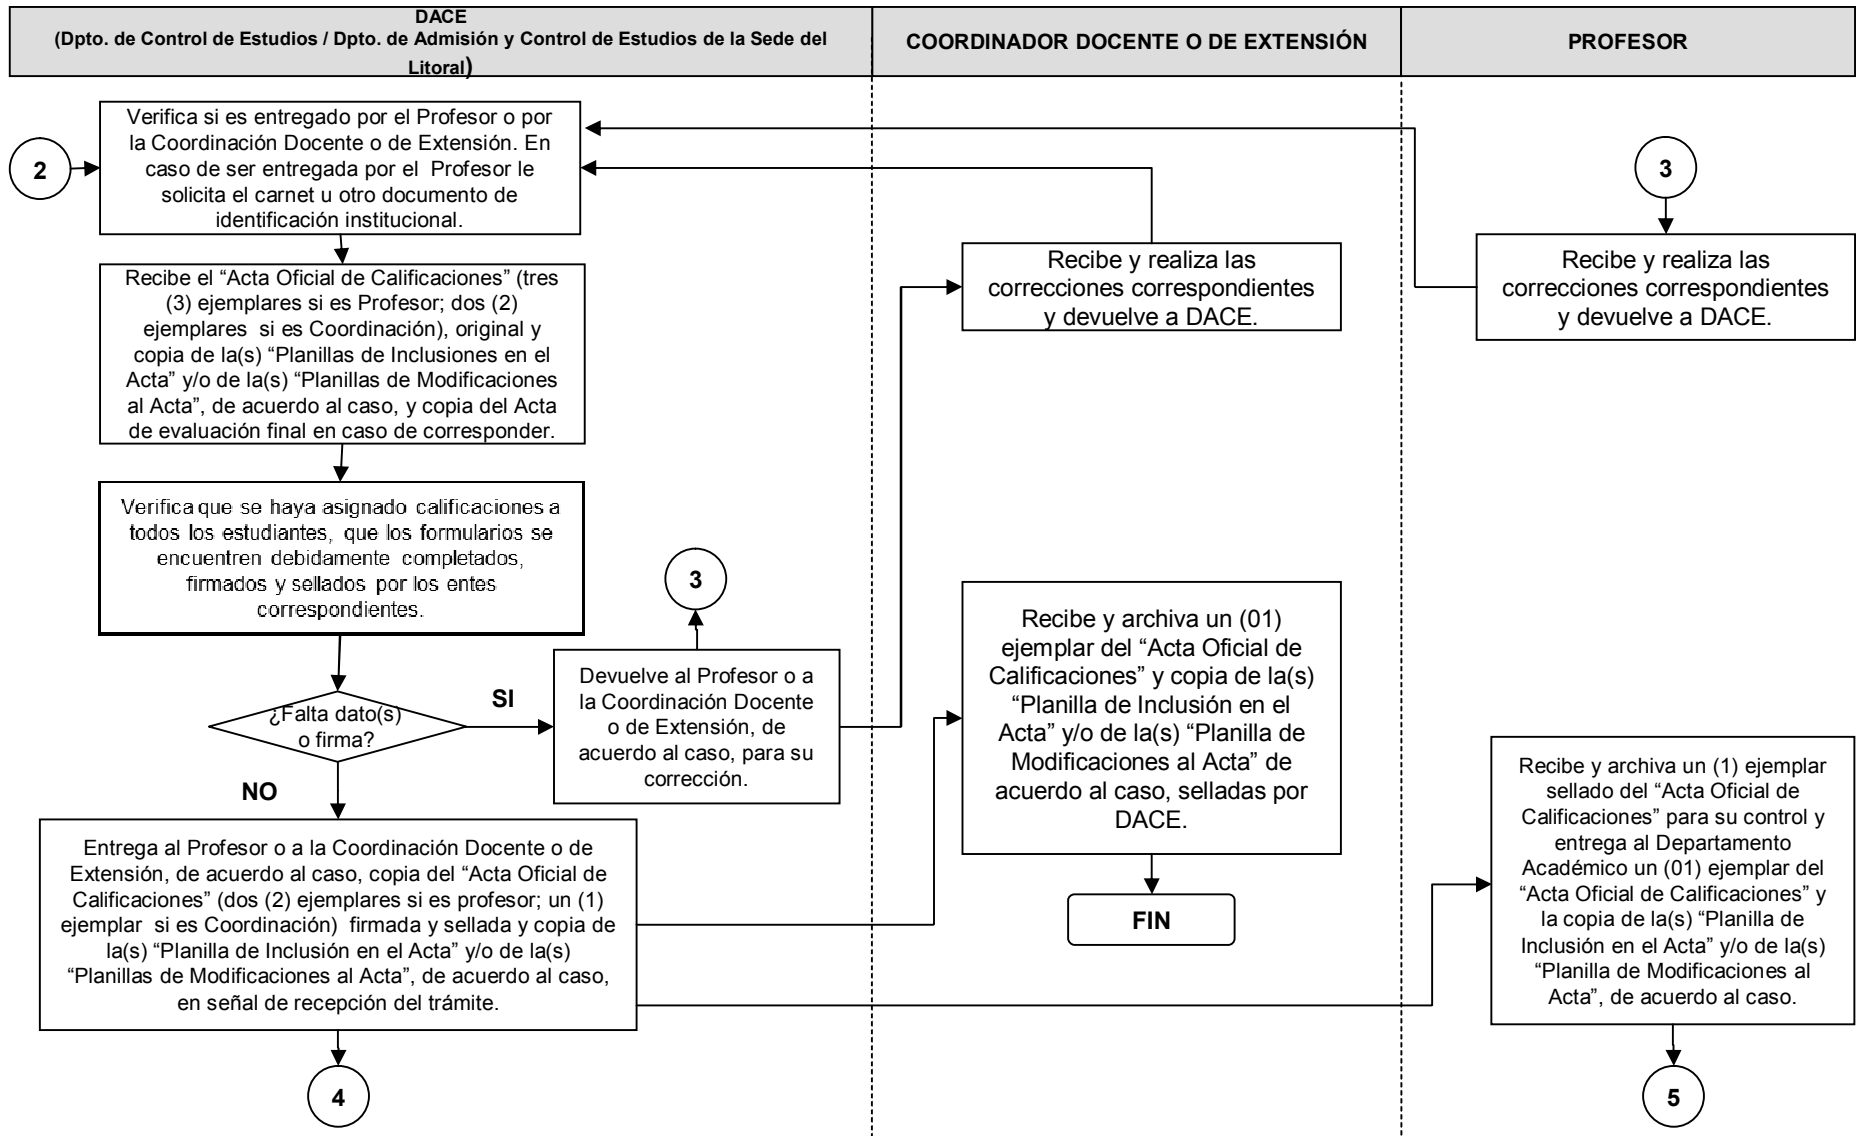 DACE
(Dpto. de Control de Estudios / Dpto. de Admisión y Control de Estudios de la Sede del
Litoral)
COORDINADOR DOCENTE O DE EXTENSIÓN
PROFESOR
2
Verifica si es entregado por el Profesor o por
la Coordinación Docente o de Extensión. En
caso de ser entregada por el Profesor le
solicita el carnet u otro documento de
identificación institucional.
3
Recibe y realiza las
correcciones correspondientes
y devuelve a DACE.
Recibe y realiza las
correcciones correspondientes
y devuelve a DACE.
Recibe el “Acta Oficial de Calificaciones” (tres
(3) ejemplares si es Profesor; dos (2)
ejemplares si es Coordinación), original y
copia de la(s) “Planillas de Inclusiones en el
Acta” y/o de la(s) “Planillas de Modificaciones
al Acta”, de acuerdo al caso, y copia del Acta
de evaluación final en caso de corresponder.
Verifica que se haya asignado calificaciones a
todos los estudiantes, que los formularios se
encuentren debidamente completados,
firmados y sellados por los entes
correspondientes.
3
¿Falta dato(s)
o firma?
SI
Devuelve al Profesor o a
la Coordinación Docente
o de Extensión, de
acuerdo al caso, para su
corrección.
NO
Recibe y archiva un (01)
ejemplar del “Acta Oficial de
Calificaciones” y copia de la(s)
“Planilla de Inclusión en el
Acta” y/o de la(s) “Planilla de
Modificaciones al Acta” de
acuerdo al caso, selladas por
DACE.
FIN
Entrega al Profesor o a la Coordinación Docente o de
Extensión, de acuerdo al caso, copia del “Acta Oficial de
Calificaciones” (dos (2) ejemplares si es profesor; un (1)
ejemplar si es Coordinación) firmada y sellada y copia de
la(s) “Planilla de Inclusión en el Acta” y/o de la(s)
“Planillas de Modificaciones al Acta”, de acuerdo al caso,
en señal de recepción del trámite.
Recibe y archiva un (1) ejemplar
sellado del “Acta Oficial de
Calificaciones” para su control y
entrega al Departamento
Académico un (01) ejemplar del
“Acta Oficial de Calificaciones” y
la copia de la(s) “Planilla de
Inclusión en el Acta” y/o de la(s)
“Planilla de Modificaciones al
Acta”, de acuerdo al caso.
4
5